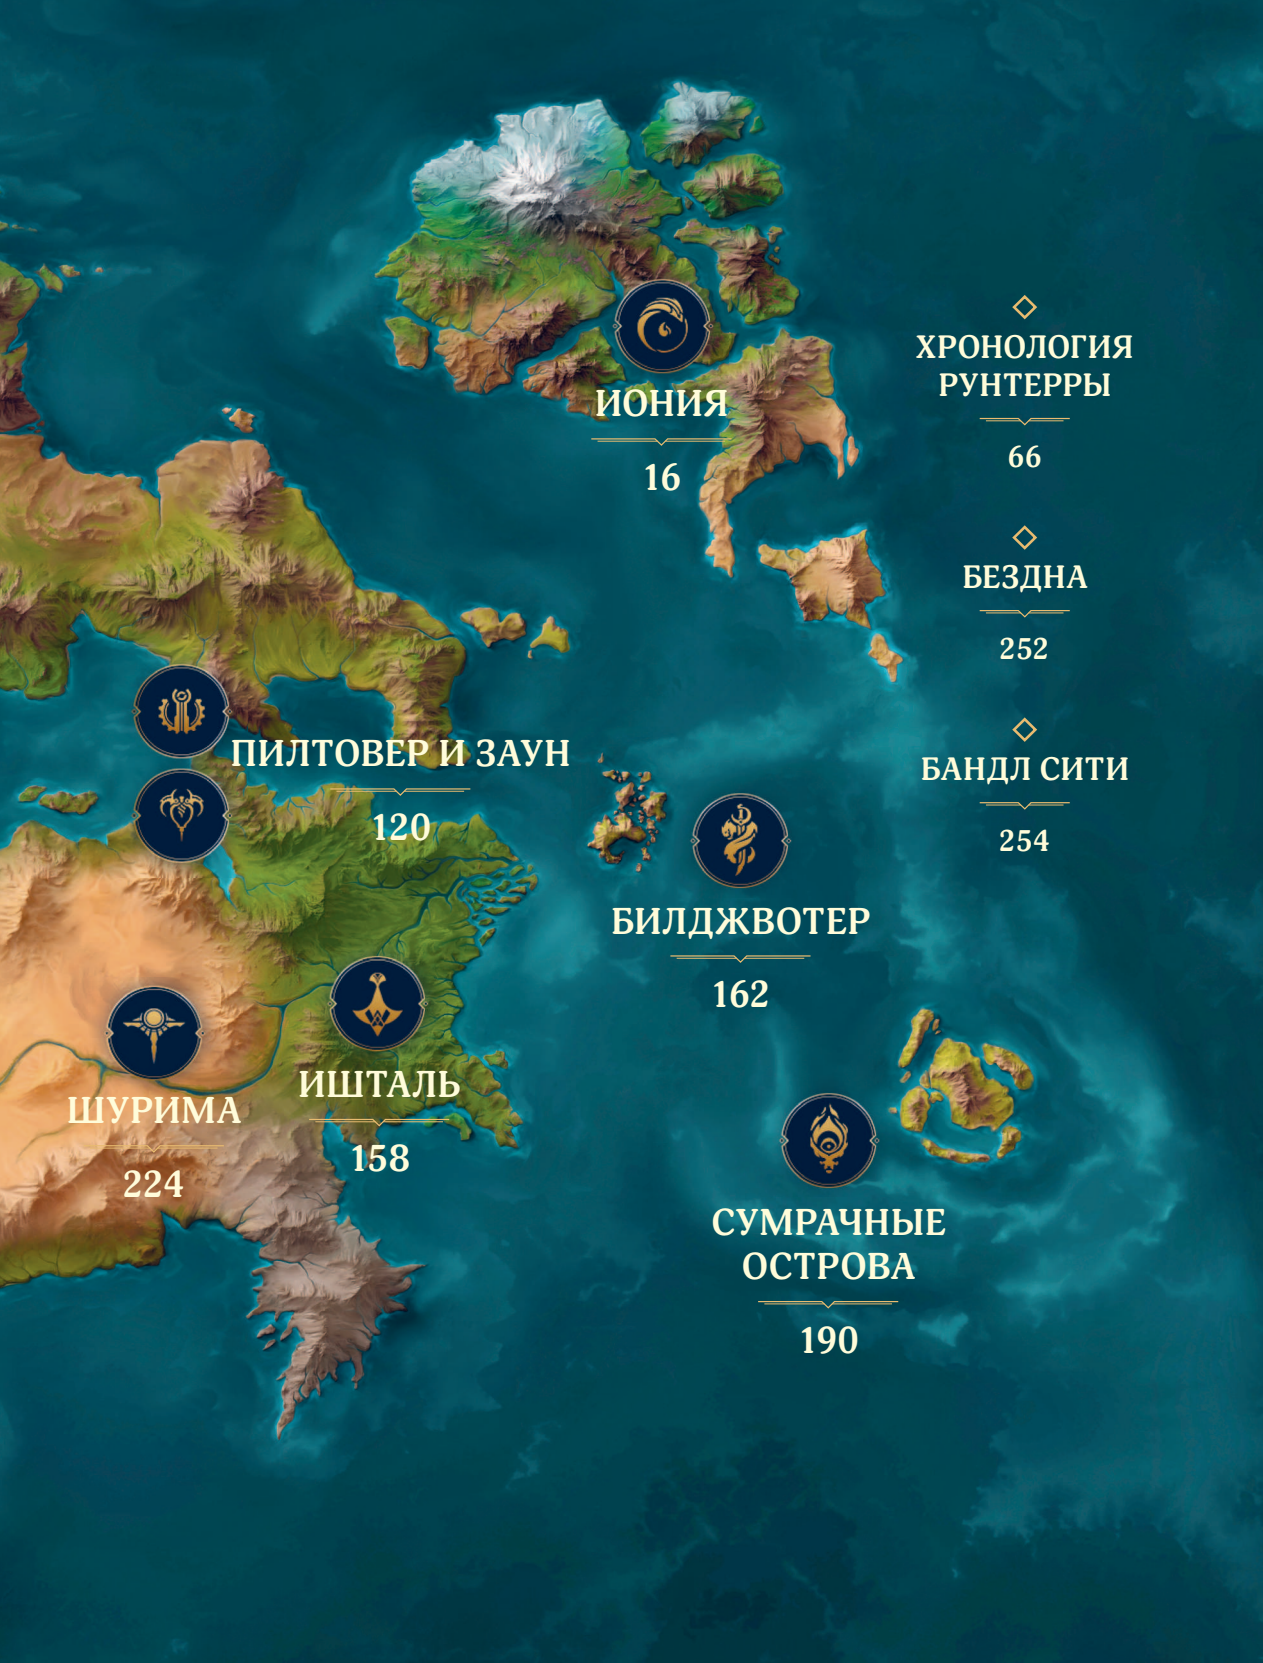 ИОНИЯ
16
ХРОНОЛОГИЯ
РУНТЕРРЫ
66
БЕЗДНА
252
БАНДЛ СИТИ
254
ПИЛТОВЕР И ЗАУН
120
БИЛДЖВОТЕР
162
ИШТАЛЬ
158
ШУРИМА
224
СУМРАЧНЫЕ
ОСТРОВА
190